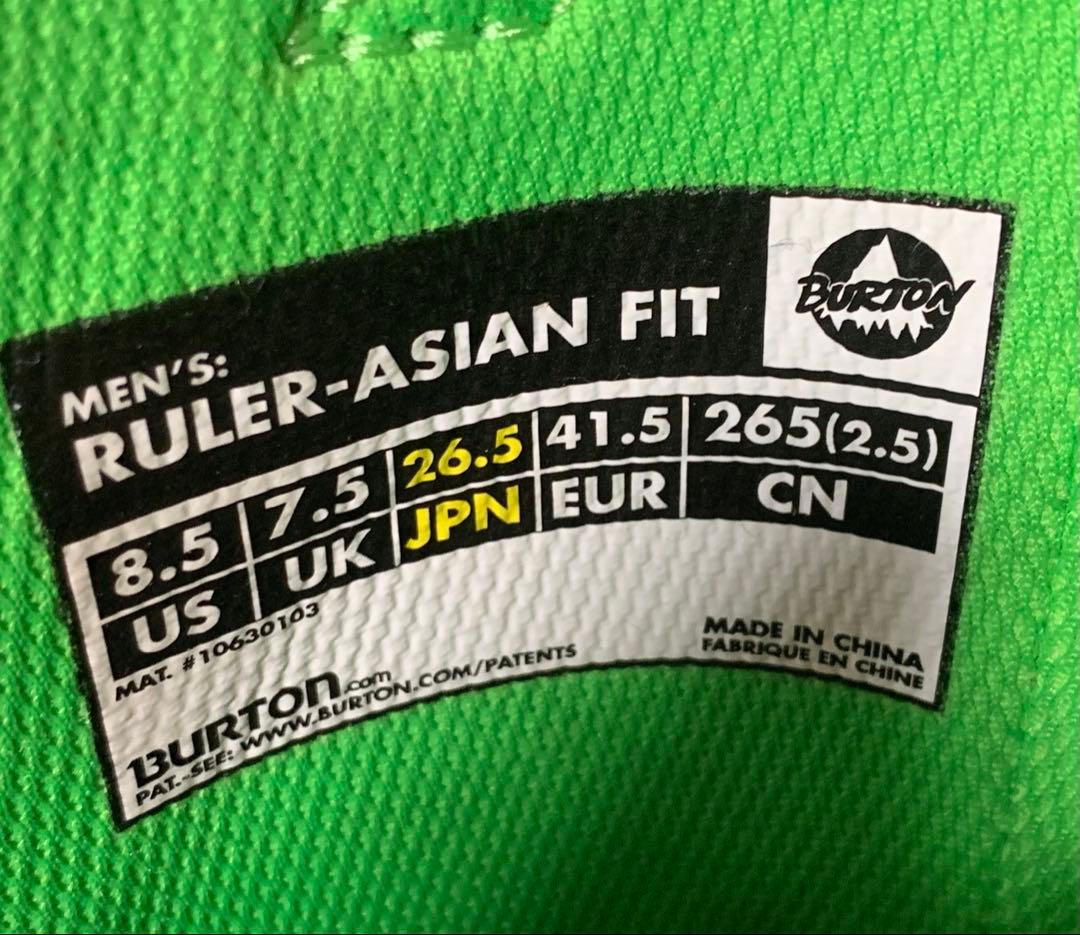 MEN'S:
RULER-ASIAN FIT
BURTON
8.5 7.5 26.5 41.5 265(2.5)
US UK JPN EUR CN
MAT. #10630103
BURTON.com
PAT.-SEE: WWW.BURTON.COM/PATENTS
MADE IN CHINA
FABRIQUE EN CHINE